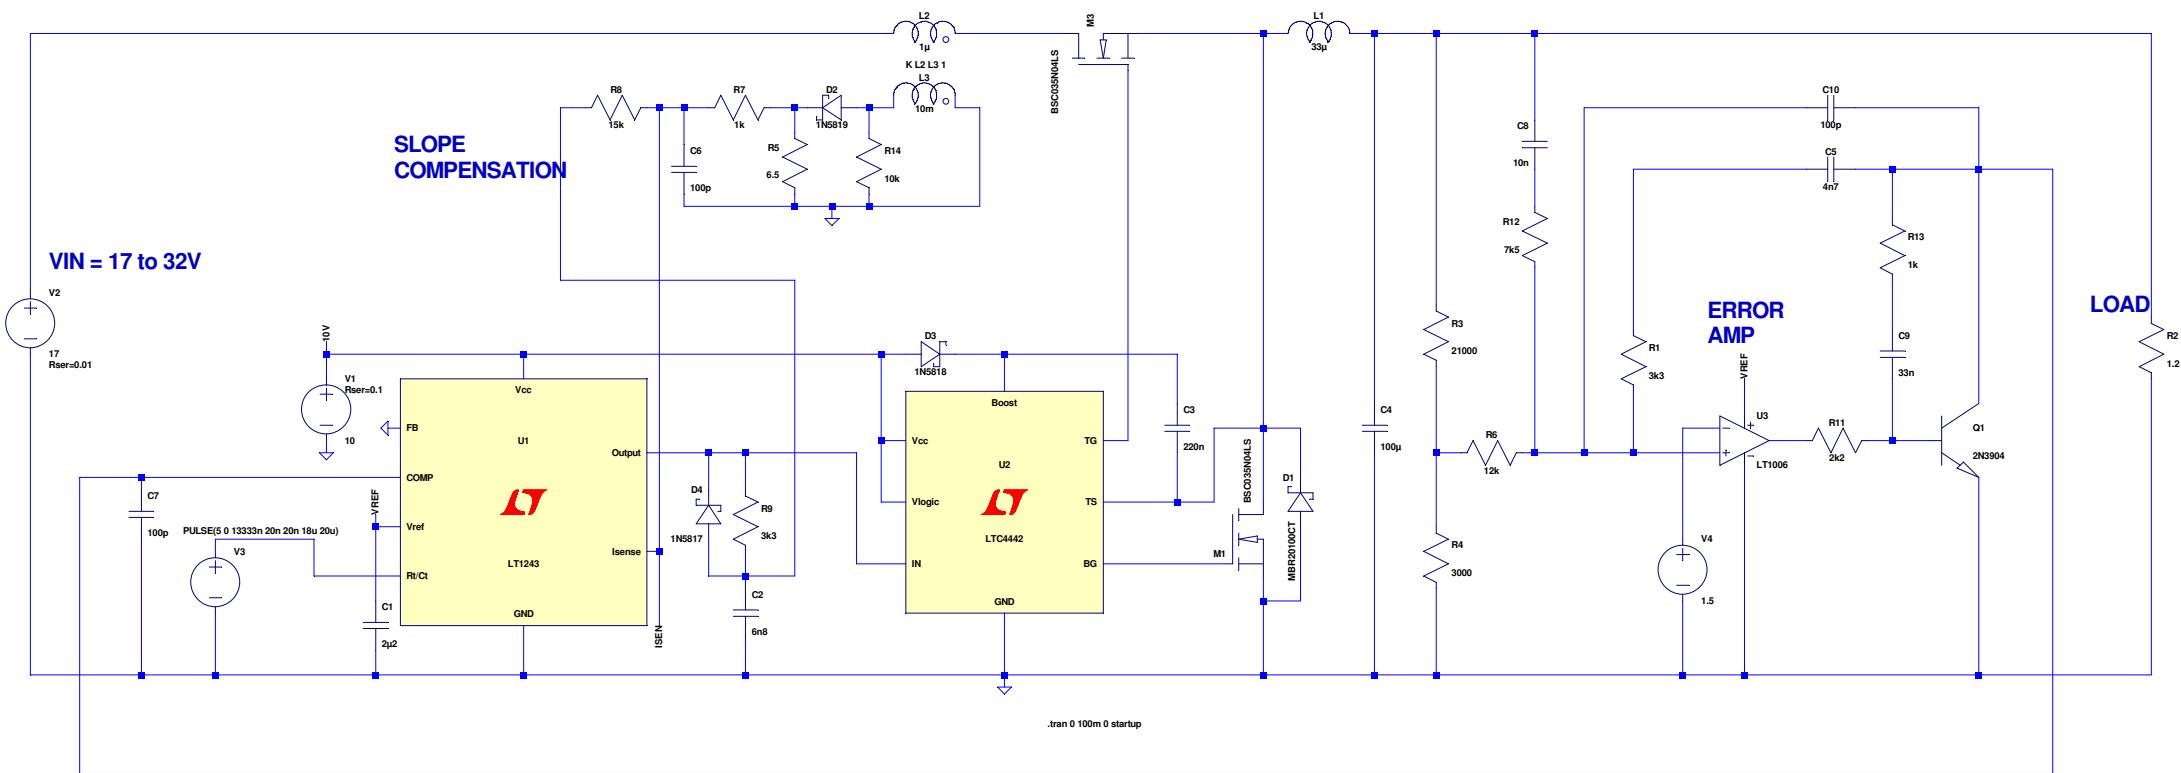 L2
1µ
K L2 L3 1
L3
10m
M3
BSC035N04LS
L1
33µ
R8
15k
R7
1k
D2
1N5819
C6
100p
R5
6.5
R14
10k
SLOPE
COMPENSATION
C10
100p
C8
10n
C5
4n7
R12
7k5
R13
1k
VIN = 17 to 32V
V2
17
Rser=0.01
10V
V1
Rser=0.1
10
Vcc
FB
U1
Output
COMP
Vref
Isense
LT1243
Rt/Ct
GND
C7
100p
VREF
PULSE(5 0 13333n 20n 20n 18u 20u)
V3
C1
2µ2
ISEN
D4
1N5817
R9
3k3
C2
6n8
D3
1N5818
Boost
Vcc
TG
U2
Vlogic
TS
LTC4442
IN
BG
GND
C3
220n
BSC035N04LS
M1
D1
MBR20100CT
C4
100µ
R3
21000
R6
12k
R4
3000
R1
3k3
ERROR
AMP
VREF
U3
LT1006
V4
1.5
R11
2k2
C9
33n
Q1
2N3904
LOAD
R2
1.2
.tran 0 100m 0 startup